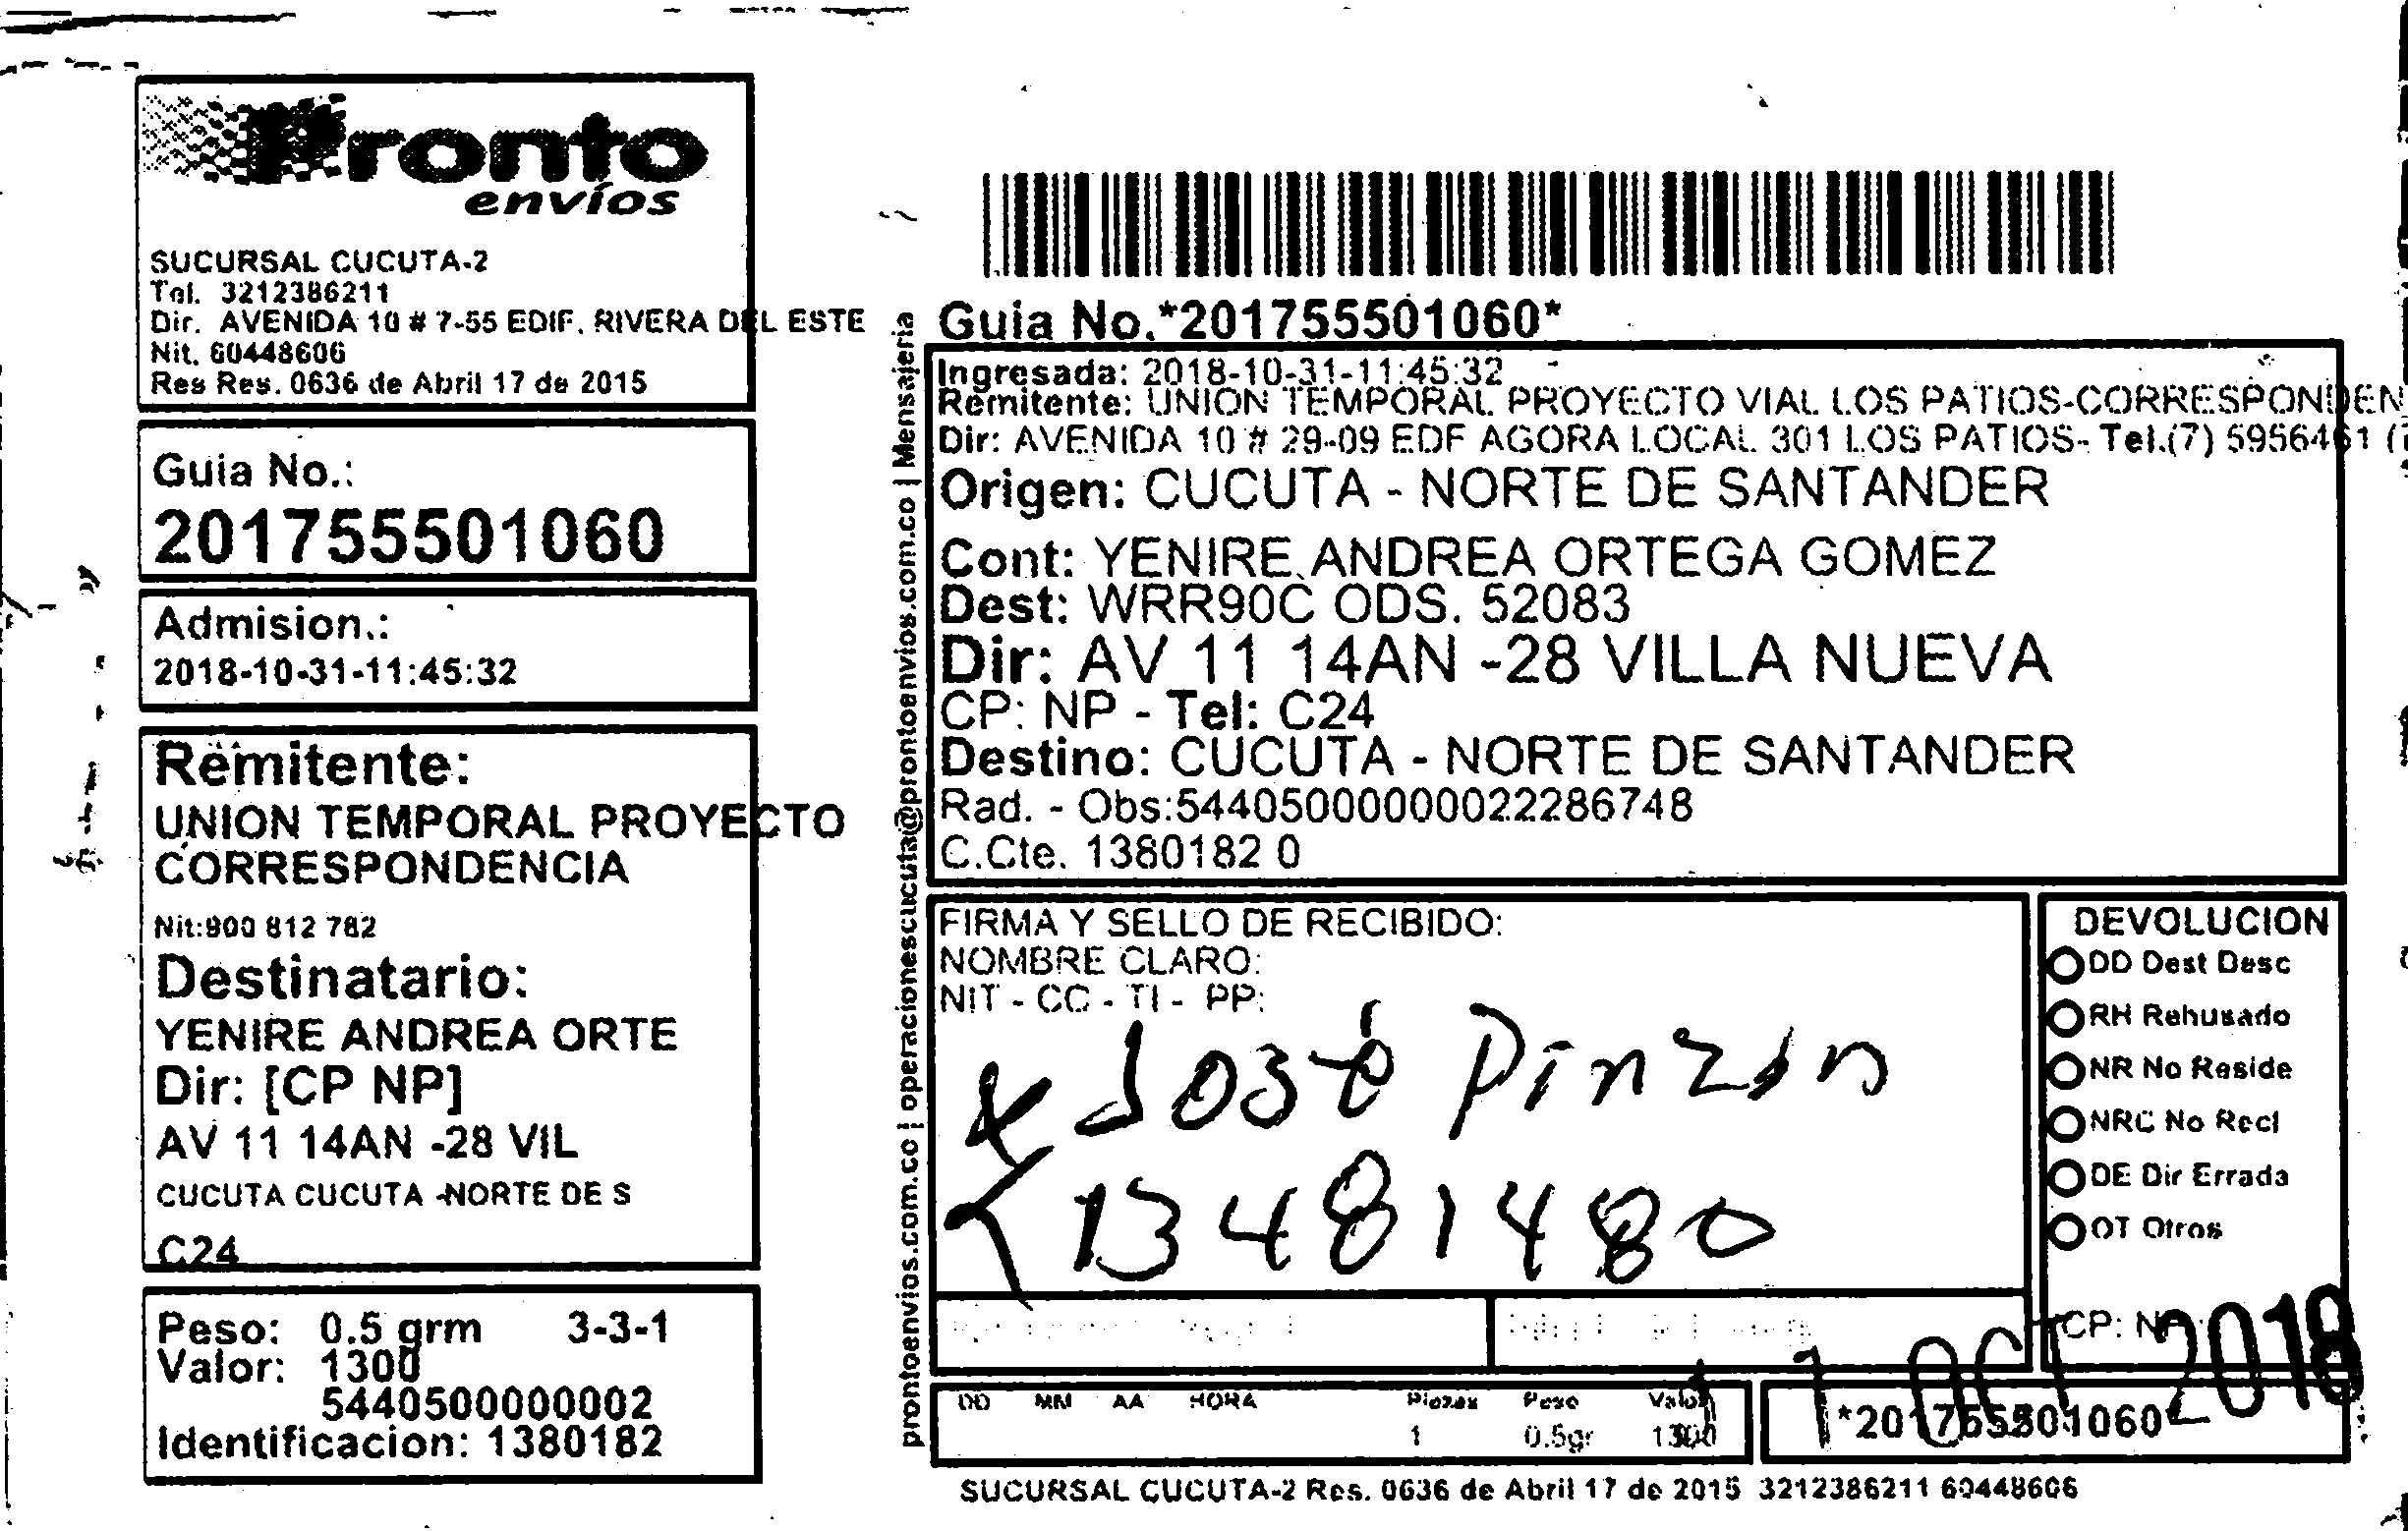 Pronto
envíos
SUCURSAL CUCUTA-2
Tel. 3212386211
Dir. AVENIDA 10 # 7-55 EDIF. RIVERA DEL ESTE
Nit. 60448606
Res Res. 0636 de Abril 17 de 2015
Guia No.:
201755501060
Admision.:
2018-10-31-11:45:32
Remitente:
UNION TEMPORAL PROYECTO
CORRESPONDENCIA
Nit:900 812 782
Destinatario:
YENIRE ANDREA ORTE
Dir: [CP NP]
AV 11 14AN -28 VIL
CUCUTA CUCUTA -NORTE DE S
C24
Peso: 0.5 grm 3-3-1
Valor: 1300
5440500000002
Identificacion: 1380182
prontoenvios.com.co | operacionescucuta@prontoenvios.com.co | Mensajeria
Guia No.*201755501060*
Ingresada: 2018-10-31-11:45:32
Remitente: UNION TEMPORAL PROYECTO VIAL LOS PATIOS-CORRESPONDEN
Dir: AVENIDA 10 # 29-09 EDF AGORA LOCAL 301 LOS PATIOS- Tel.(7) 5956461 (
Origen: CUCUTA - NORTE DE SANTANDER
Cont: YENIRE ANDREA ORTEGA GOMEZ
Dest: WRR90C ODS. 52083
Dir: AV 11 14AN -28 VILLA NUEVA
CP: NP - Tel: C24
Destino: CUCUTA - NORTE DE SANTANDER
Rad. - Obs:544050000000022286748
C.Cte. 1380182 0
FIRMA Y SELLO DE RECIBIDO:
NOMBRE CLARO:
NIT - CC - TI - PP:
José Pinzón
13481480
DEVOLUCION
DD Dest Desc
RH Rehusado
NR No Reside
NRC No Recl
DE Dir Errada
OT Otros
CP: NP
OCT 2018
DD MM AA HORA Piezas Peso Valor
1 0.5gr 1300
*201755501060*
SUCURSAL CUCUTA-2 Res. 0636 de Abril 17 de 2015 3212386211 60448606